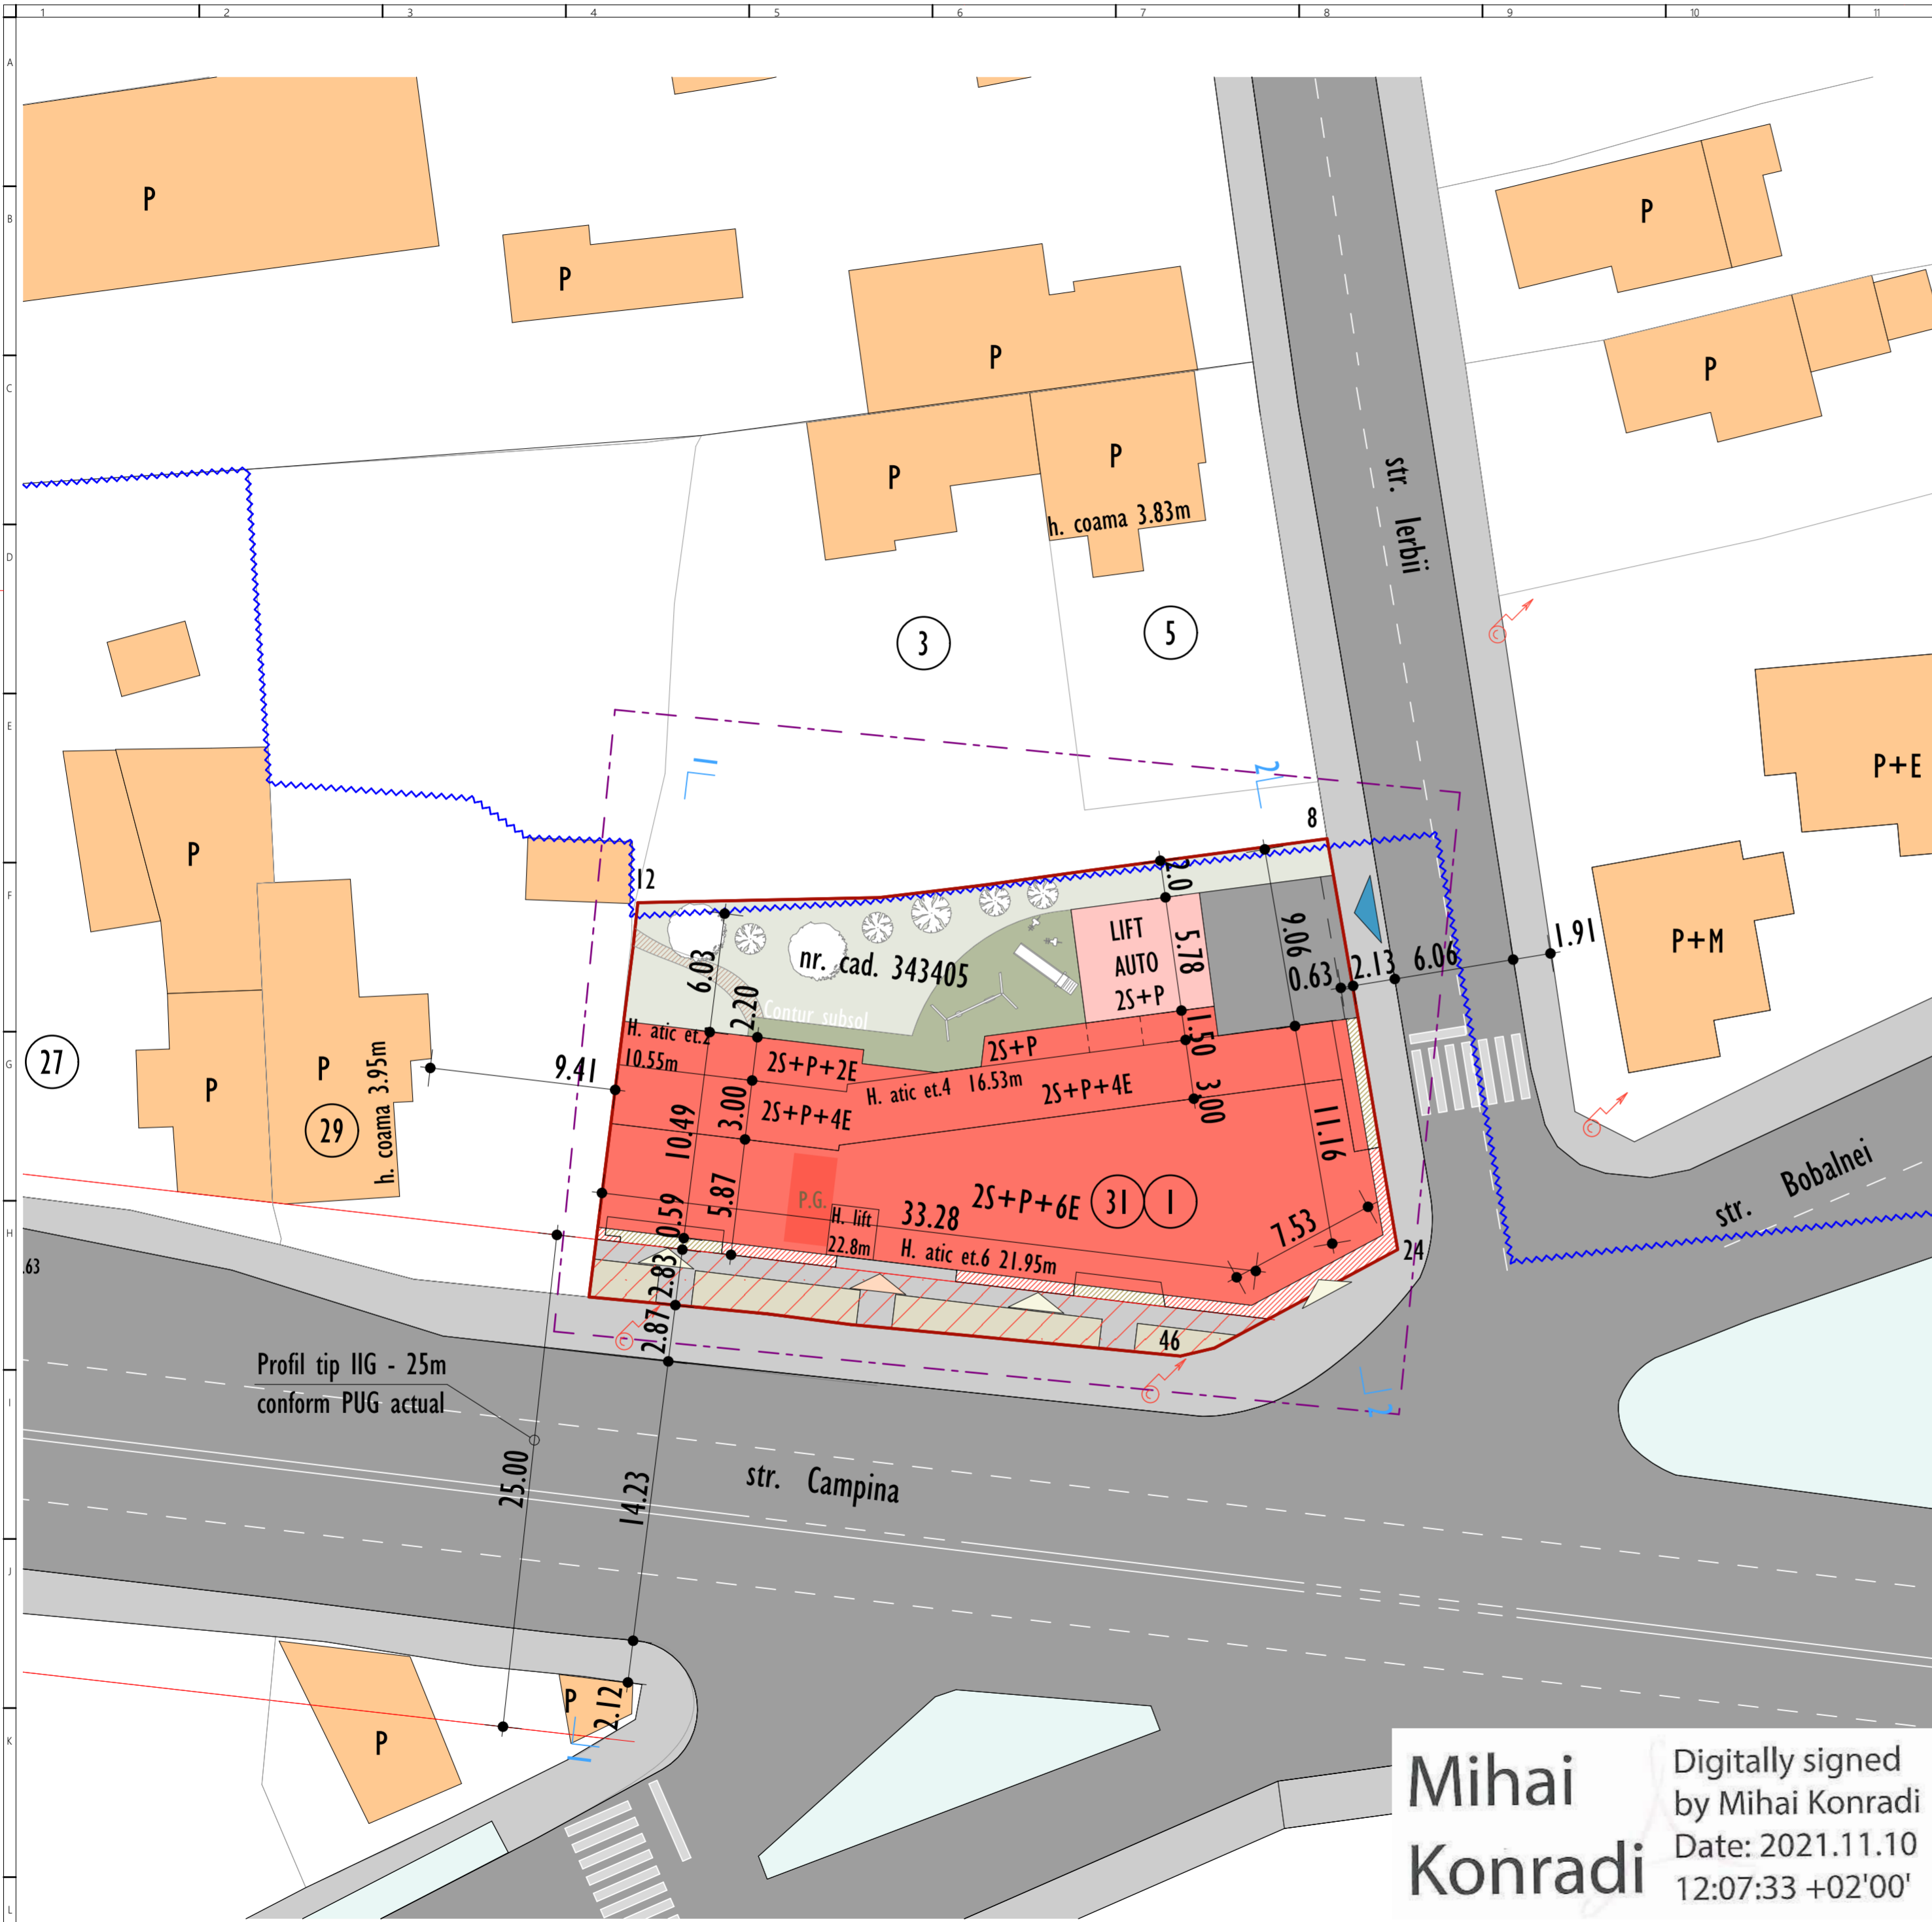 1 2 3 4 5 6 7 8 9 10 11
A
B
C
D
E
F
G
H
I
J
K
L
P
P
P
P
P
P
P
h. coama 3.83m
str. Ierbii
3
5
P+E
P
P+M
1
2
8
12
2.0
LIFT
AUTO
2S+P
5.78
9.06
0.63
2.13
6.06
1.91
nr. cad. 343405
6.03
2.20
Contur subsol
27
P
P
29
h. coama 3.95m
9.41
H. atic et.2
10.55m
2S+P+2E
2S+P
1.50
H. atic et.4 16.53m
2S+P+4E
2S+P+4E
3.00
3.00
10.49
11.16
0.59
5.87
P.G.
H. lift
22.8m
33.28
2S+P+6E
31
1
7.53
H. atic et.6 21.95m
24
str. Bobalnei
.63
2.83
2.87
46
2
Profil tip IIG - 25m
conform PUG actual
25.00
14.23
str. Campina
P
P
2.12
1
Mihai
Konradi
Digitally signed
by Mihai Konradi
Date: 2021.11.10
12:07:33 +02'00'